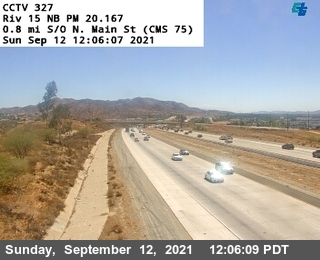 CCTV 327
Riv 15 NB PM 20.167
0.8 mi S/O N. Main St (CMS 75)
Sun Sep 12 12:06:07 2021
Sunday, September 12, 2021 12:06:09 PDT